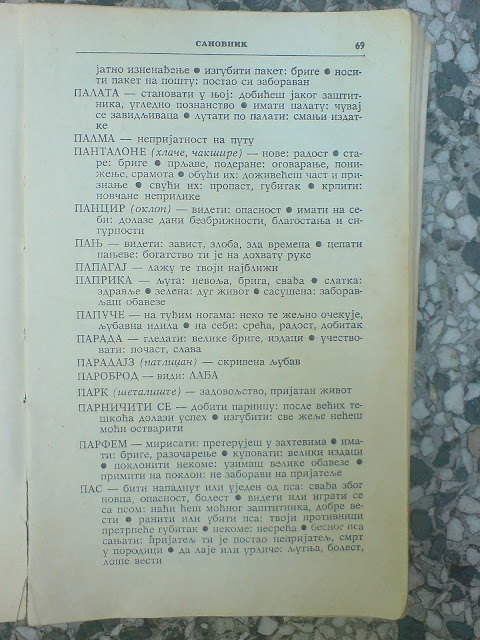 САНОВНИК 69
јатно изненађење ● изгубити пакет: бриге ● носи-
ти пакет на пошту: постао си забораван
ПАЛАТА — становати у њој: добићеш јаког заштит-
ника, угледно познанство ● имати палату: чувај
се завидљиваца ● лутати по палати: смањи издат-
ке
ПАЛМА — непријатност на путу
ПАНТАЛОНЕ (хлаче, чакшире) — нове: радост ● ста-
ре: бриге ● прљаве, подеране: оговарање, пони-
жење, срамота ● обући их: доживећеш част и при-
знање ● свући их: пропаст, губитак ● крпити:
новчане неприлике
ПАНЦИР (оклоп) — видети: опасност ● имати на се-
би: долазе дани безбрижности, благостања и си-
гурности
ПАЊ — видети: завист, злоба, зла времена ● цепати
пањеве: богатство ти је на дохвату руке
ПАПАГАЈ — лажу те твоји најближи
ПАПРИКА — љута: невоља, брига, свађа ● слатка:
здравље ● зелена: дуг живот ● сасушена: заборав-
љаш обавезе
ПАПУЧЕ — на туђим ногама: неко те жељно очекује,
љубавна идила ● на себи: срећа, радост, добитак
ПАРАДА — гледати: велике бриге, издаци ● учество-
вати: почаст, слава
ПАРАДАЈЗ (патлиџан) — скривена љубав
ПАРОБРОД — види: ЛАЂА
ПАРК (шеталиште) — задовољство, пријатан живот
ПАРНИЧИТИ СЕ — добити парницу: после већих те-
шкоћа долази успех ● изгубити: све жеље нећеш
моћи остварити
ПАРФЕМ — мирисати: претерујеш у захтевима ● има-
ти: бриге, разочарење ● куповати: велики издаци
● поклонити некоме: узимаш велике обавезе ●
примити на поклон: не заборави на пријатеље
ПАС — бити нападнут или уједен од пса: свађа због
новца, опасност, болест ● видети или играти се
са псом: наћи ћеш моћног заштитника, добре ве-
сти ● ранити или убити пса: твоји противници
претрпеће губитак ● некоме: несрећа ● бесног пса
сањати: пријатељ ти је постао непријатељ, смрт
у породици ● да лаје или урличе: љутња, болест,
лоше вести